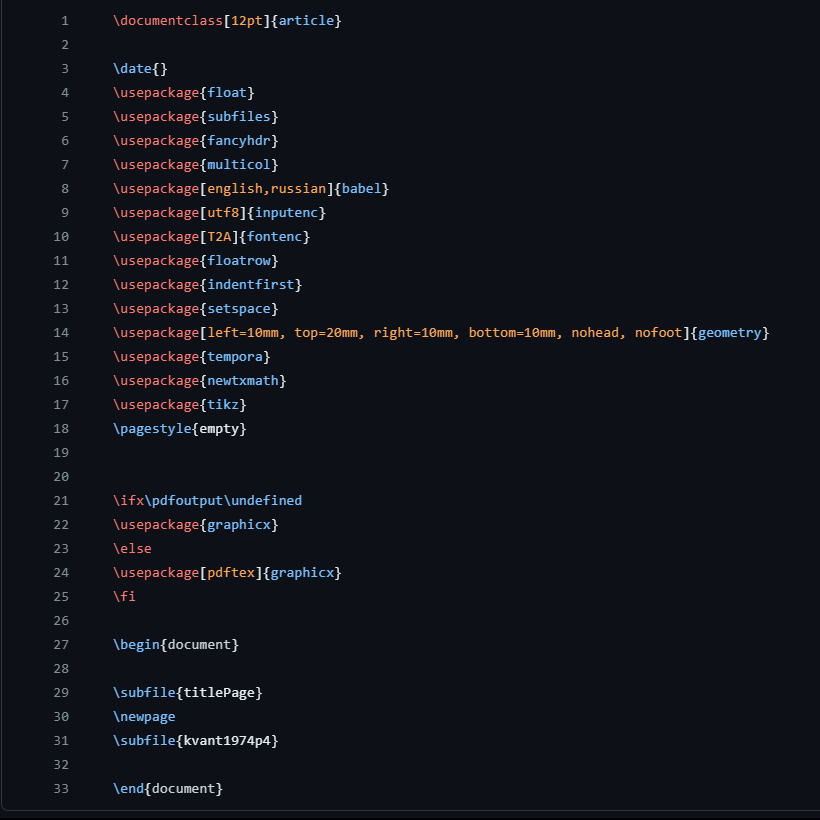 1 \documentclass[12pt]{article}
2
3 \date{}
4 \usepackage{float}
5 \usepackage{subfiles}
6 \usepackage{fancyhdr}
7 \usepackage{multicol}
8 \usepackage[english,russian]{babel}
9 \usepackage[utf8]{inputenc}
10 \usepackage[T2A]{fontenc}
11 \usepackage{floatrow}
12 \usepackage{indentfirst}
13 \usepackage{setspace}
14 \usepackage[left=10mm, top=20mm, right=10mm, bottom=10mm, nohead, nofoot]{geometry}
15 \usepackage{tempora}
16 \usepackage{newtxmath}
17 \usepackage{tikz}
18 \pagestyle{empty}
19
20
21 \ifx\pdfoutput\undefined
22 \usepackage{graphicx}
23 \else
24 \usepackage[pdftex]{graphicx}
25 \fi
26
27 \begin{document}
28
29 \subfile{titlePage}
30 \newpage
31 \subfile{kvant1974p4}
32
33 \end{document}